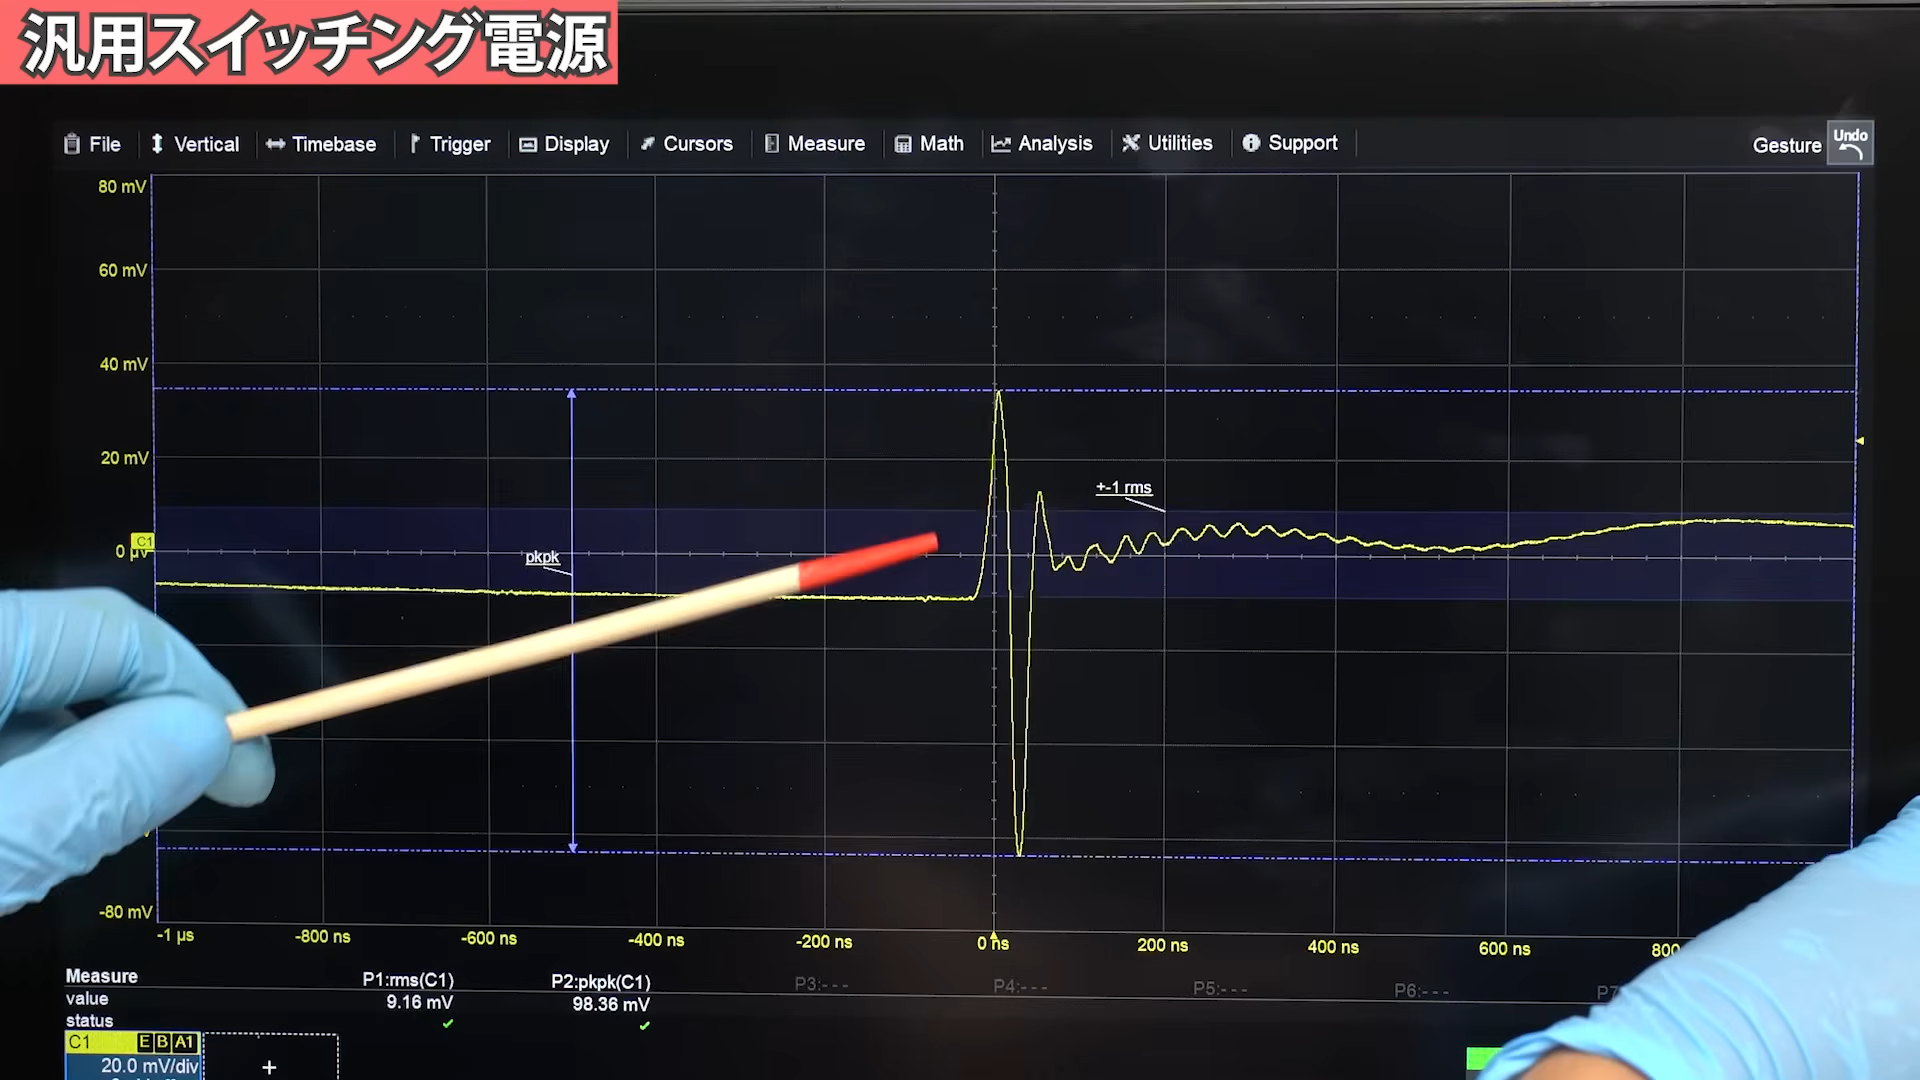 汎用スイッチング電源
File Vertical Timebase Trigger Display Cursors Measure Math Analysis Utilities Support Gesture Undo
80 mV
60 mV
40 mV
20 mV
+-1 rms
C1
0 µV
pkpk
-80 mV
-1 µs -800 ns -600 ns -400 ns -200 ns 0 ns 200 ns 400 ns 600 ns 800
Measure P1:rms(C1) P2:pkpk(C1) P3:--- P4:--- P5:--- P6:--- P7
value 9.16 mV 98.36 mV
status
C1 E B A1
20.0 mV/div +